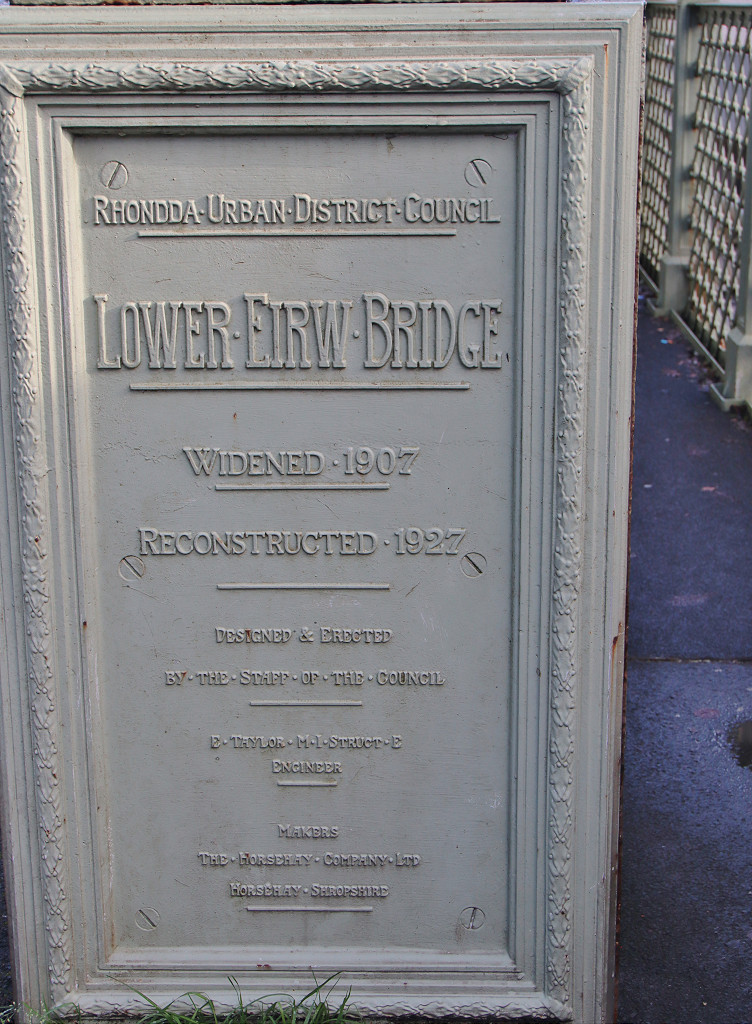 RHONDDA·URBAN·DISTRICT·COUNCIL
LOWER·EIRW·BRIDGE
WIDENED·1907
RECONSTRUCTED·1927
DESIGNED & ERECTED
BY·THE·STAFF·OF·THE·COUNCIL
E·TAYLOR·M·I·STRUCT·E
ENGINEER
MAKERS
THE·HORSEHAY·COMPANY·LTD
HORSEHAY·SHROPSHIRE